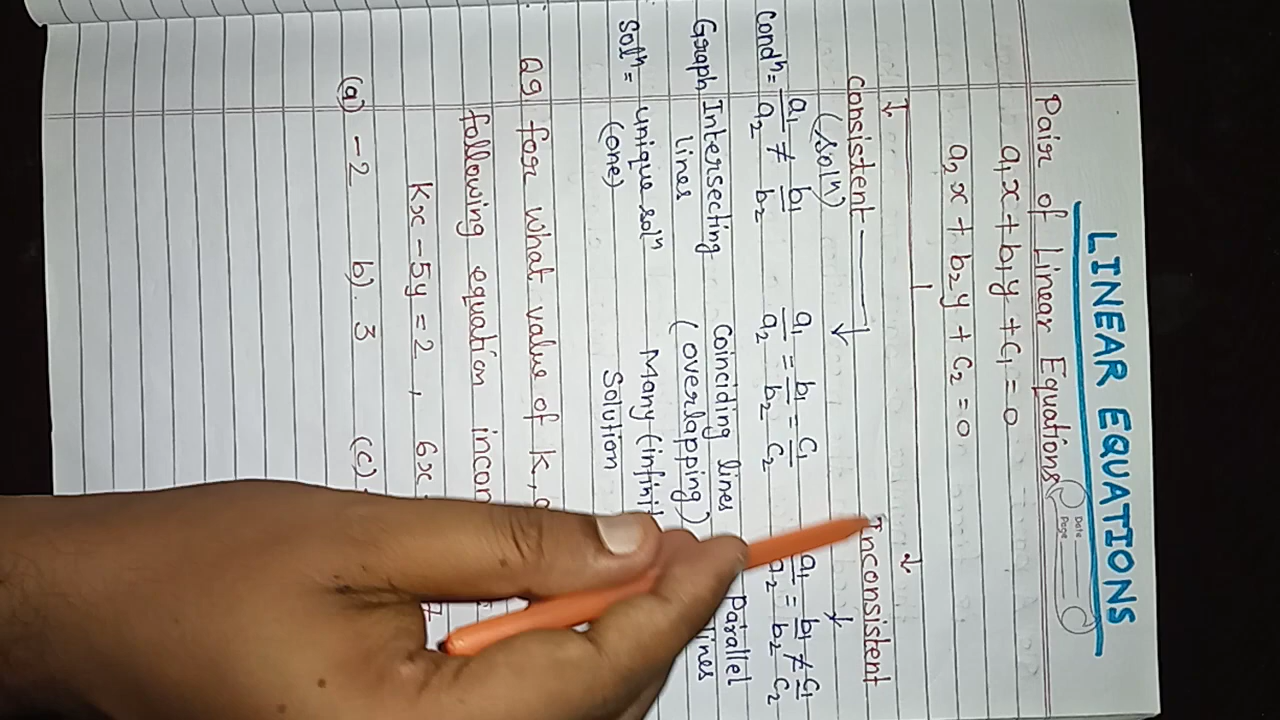 LINEAR EQUATIONS
Date
Page
Pair of Linear Equations
a₁x + b₁y + c₁ = 0
a₂x + b₂y + c₂ = 0
consistent Inconsistent
(solⁿ)
Condⁿ = a₁/a₂ ≠ b₁/b₂ a₁/a₂ = b₁/b₂ = c₁/c₂ a₁/a₂ = b₁/b₂ ≠ c₁/c₂
Graph Intersecting lines Coinciding lines (overlapping) Parallel lines
Solⁿ = unique solⁿ (one) Many (infini Solution
Q9 for what value of k,
following equation incon
Kx - 5y = 2 , 6x 7
(a) -2 b). 3 (c)